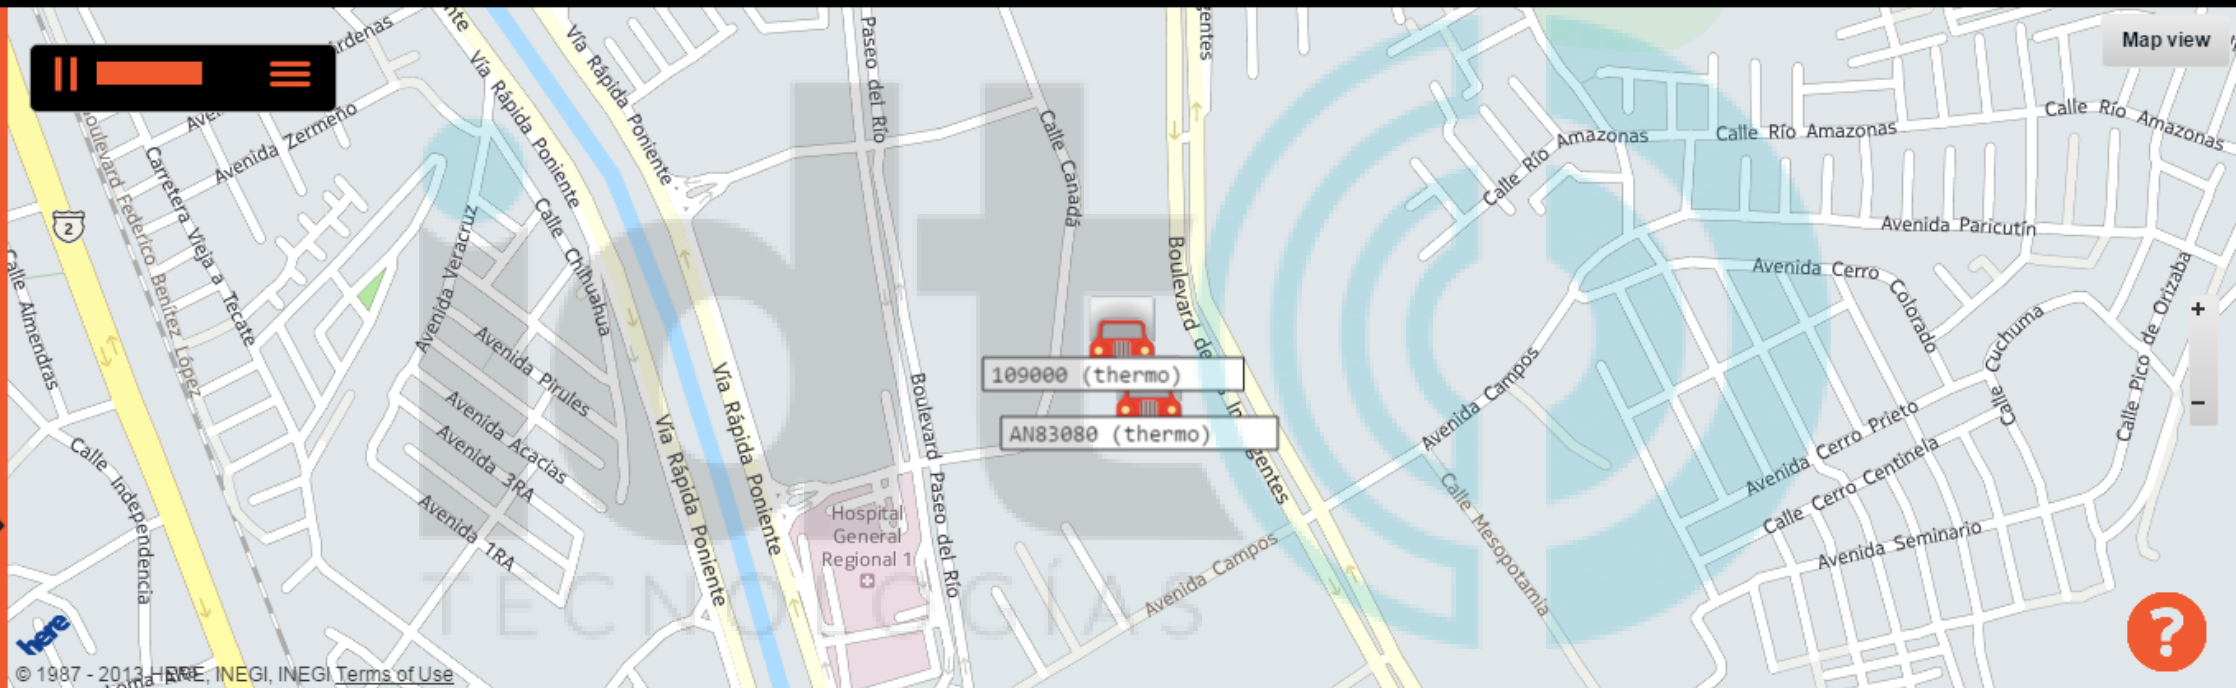 Map view
Vía Rápida Poniente
Vía Rápida Poniente
Paseo del Río
Calle Canadá
Avenida Zermeño
Boulevard Federico Benítez López
Carretera Vieja a Tecate
2
Calle Almendras
Avenida Veracruz
Calle Chihuahua
Calle Río Amazonas
Calle Río Amazonas
Calle Río Amazonas
Avenida Paricutín
Avenida Cerro Colorado
Calle Cuchuma
Calle Pico de Orizaba
+
−
Avenida Pirules
Avenida Acacias
Avenida 3RA
Avenida 1RA
Vía Rápida Poniente
Vía Rápida Poniente
Boulevard Paseo del Río
109000 (thermo)
AN83080 (thermo)
Avenida Campos
Avenida Cerro Prieto
Calle Cerro Centinela
Avenida Seminario
Calle Mesopotamia
Avenida Campos
Calle Independencia
Hospital
General
Regional 1
idt
TECNOLOGÍAS
here
?
© 1987 - 2013 HERE, INEGI, INEGI Terms of Use